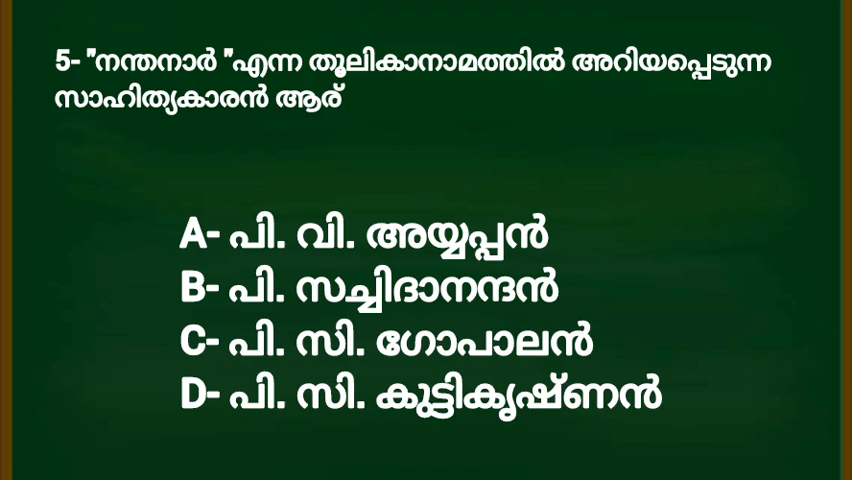 5- "നന്തനാർ "എന്ന തൂലികാനാമത്തിൽ അറിയപ്പെടുന്ന
സാഹിത്യകാരൻ ആര്
A- പി. വി. അയ്യപ്പൻ
B- പി. സച്ചിദാനന്ദൻ
C- പി. സി. ഗോപാലൻ
D- പി. സി. കുട്ടികൃഷ്ണൻ